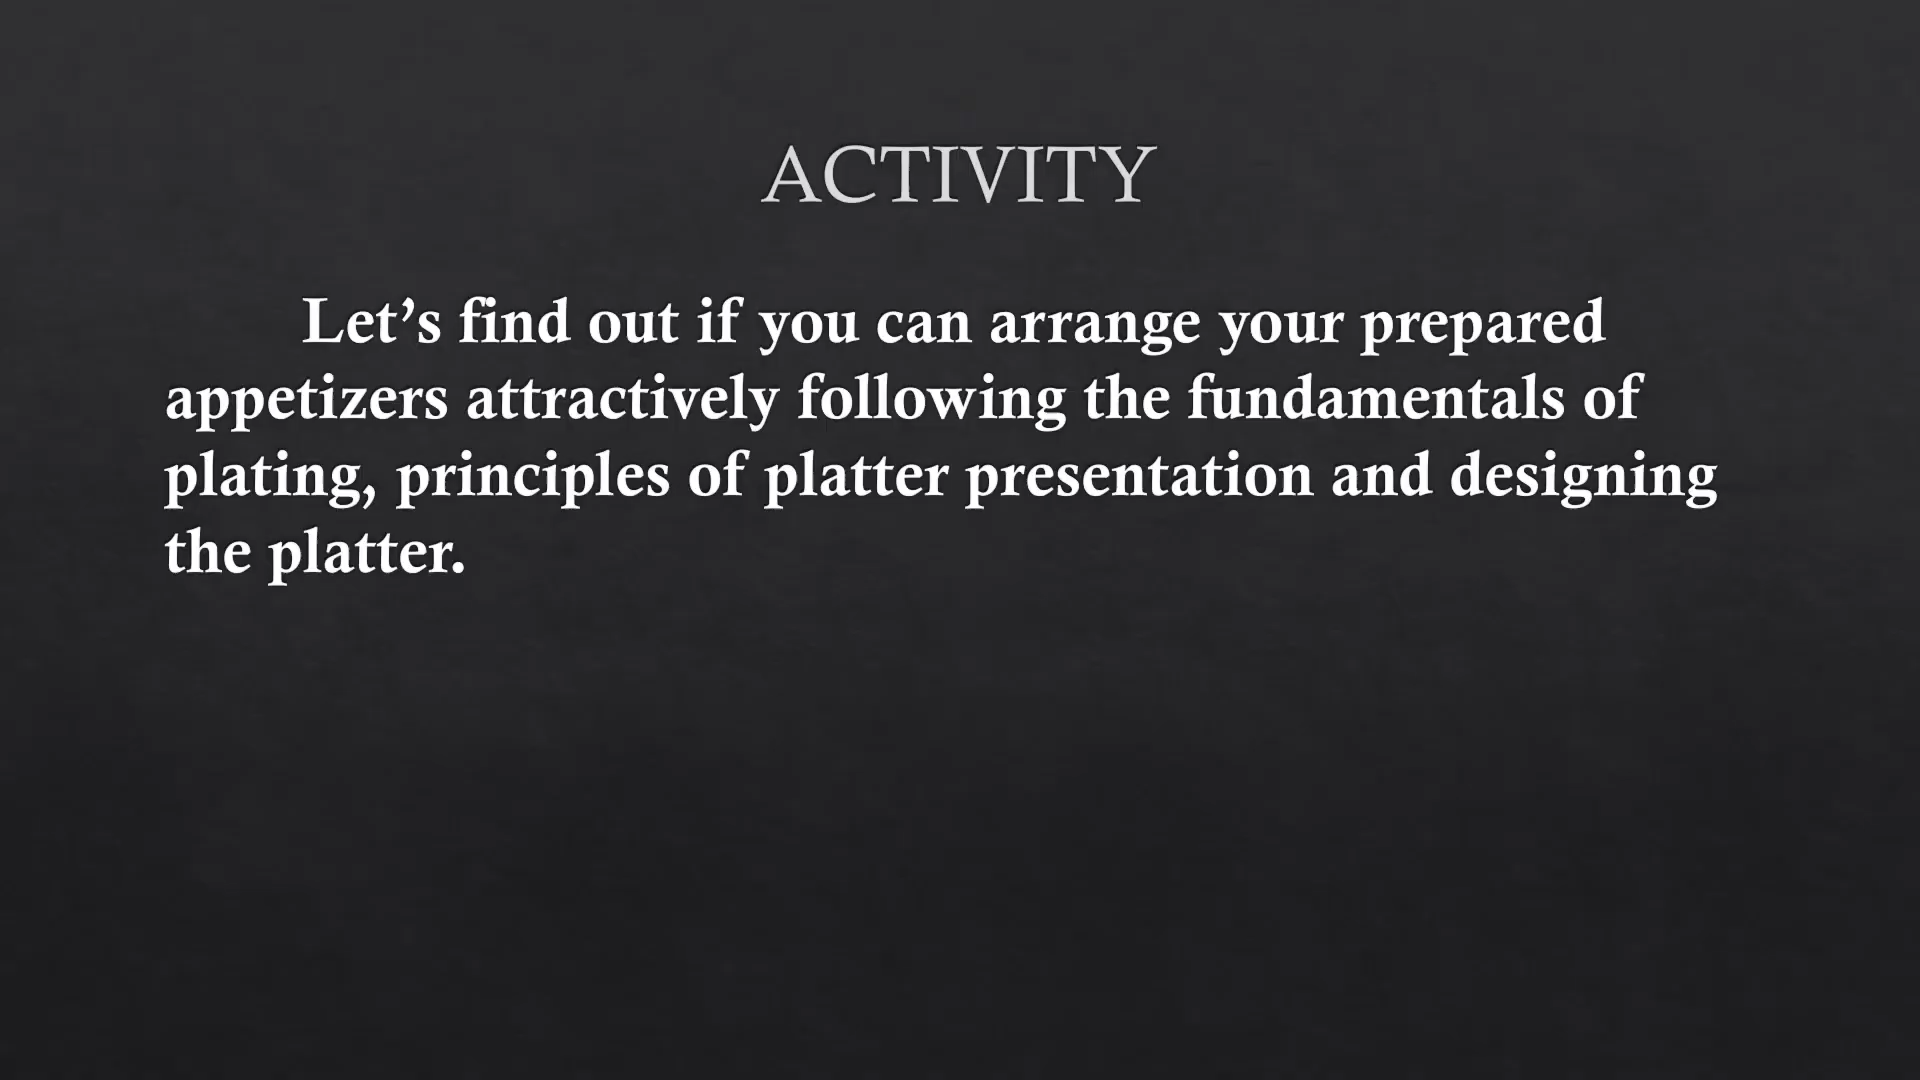 ACTIVITY
Let’s find out if you can arrange your prepared
appetizers attractively following the fundamentals of
plating, principles of platter presentation and designing
the platter.